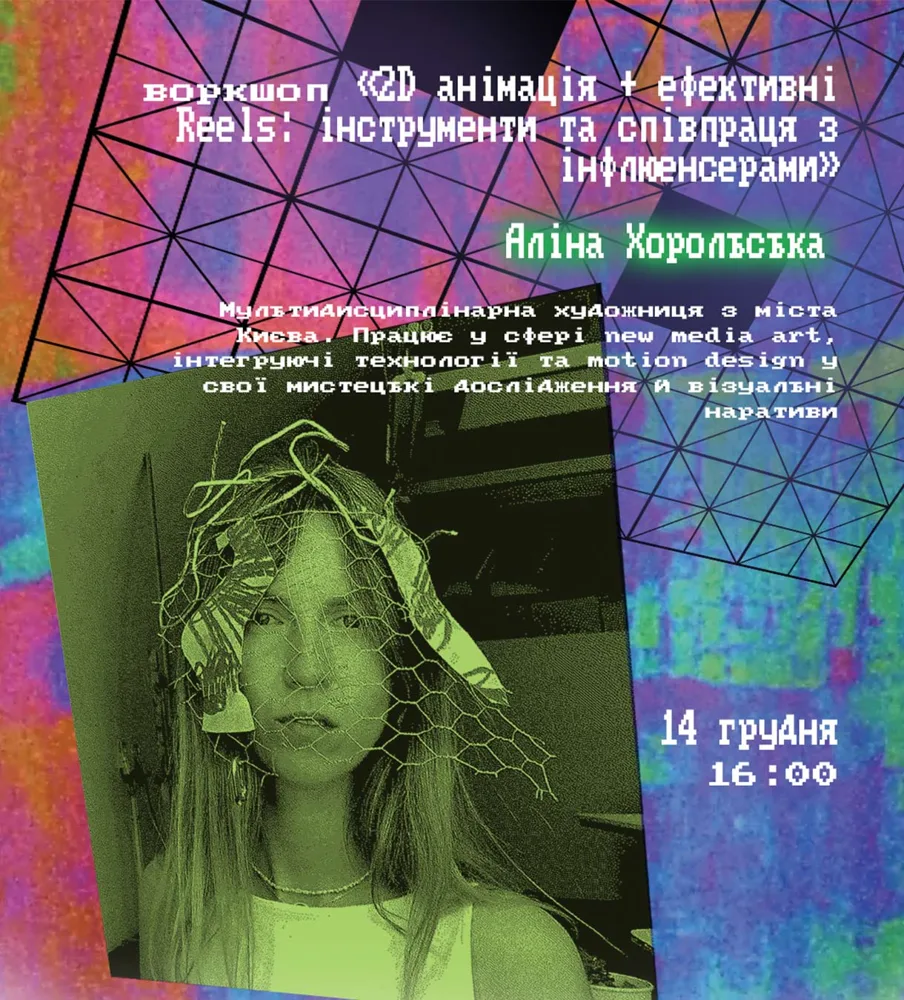 воркшоп «2D анімація + ефективні
Reels: інструменти та співпраця з
інфлюенсерами»
Аліна Хорольська
Мультидисциплінарна художниця з міста
Києва. Працює у сфері new media art,
інтегруючі технології та motion design у
свої мистецькі дослідження й візуальні
наративи
14 грудня
16:00